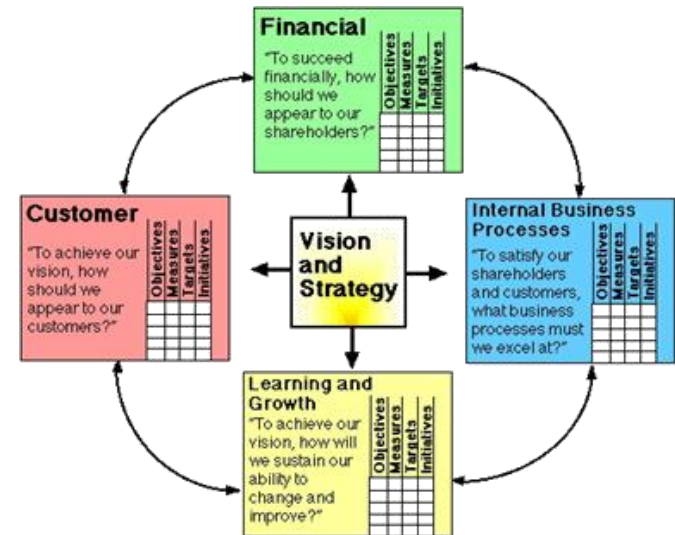 Financial
"To succeed
financially, how
should we
appear to our
shareholders?"
Objectives
Measures
Targets
Initiatives
Customer
"To achieve our
vision, how
should we
appear to our
customers?"
Objectives
Measures
Targets
Initiatives
Vision
and
Strategy
Internal Business
Processes
"To satisfy our
shareholders
and customers,
what business
processes must
we excel at?"
Objectives
Measures
Targets
Initiatives
Learning and
Growth
"To achieve our
vision, how will
we sustain our
ability to
change and
improve?"
Objectives
Measures
Targets
Initiatives